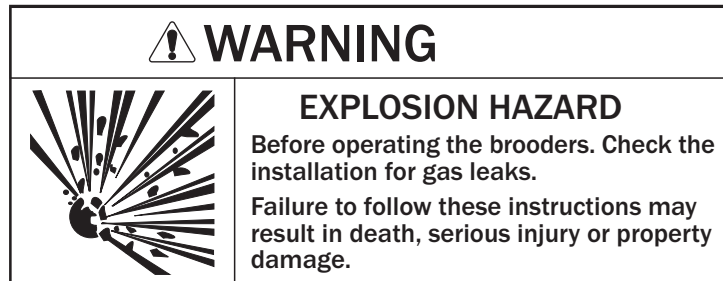 WARNING
EXPLOSION HAZARD
Before operating the brooders. Check the
installation for gas leaks.
Failure to follow these instructions may
result in death, serious injury or property
damage.